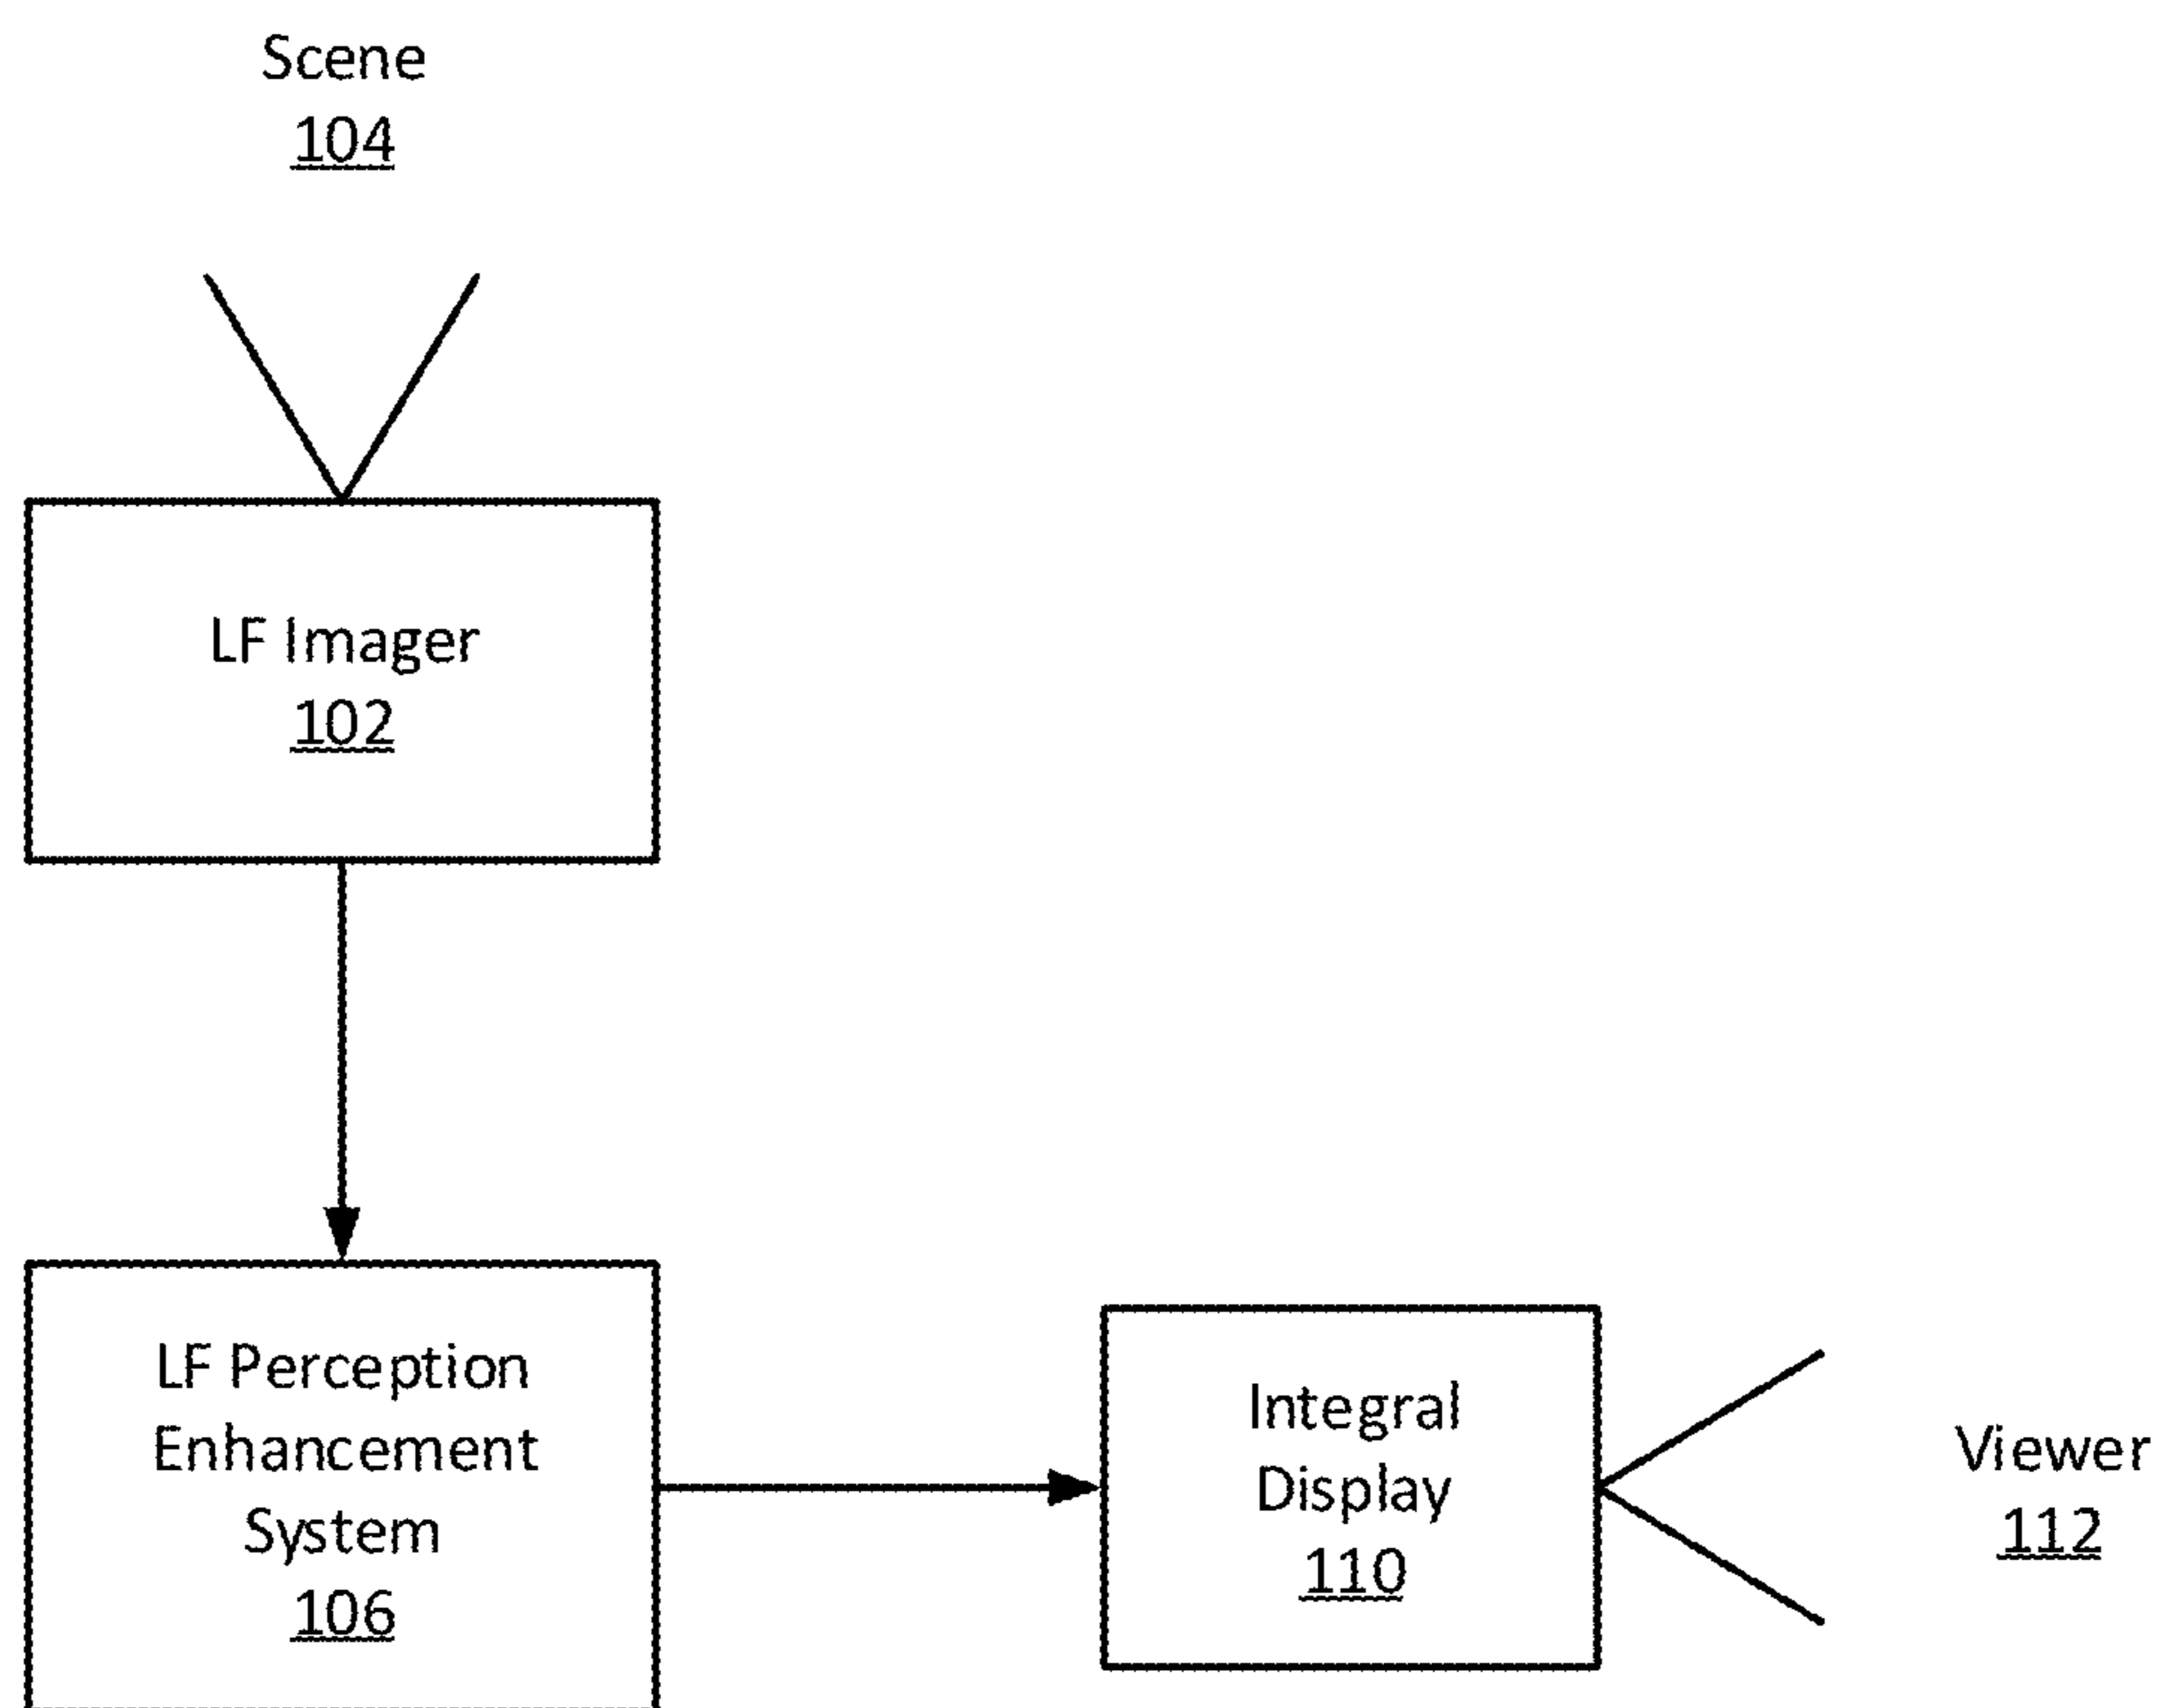 Scene
104
LF Imager
102
LF Perception
Enhancement
System
106
Integral
Display
110
Viewer
112